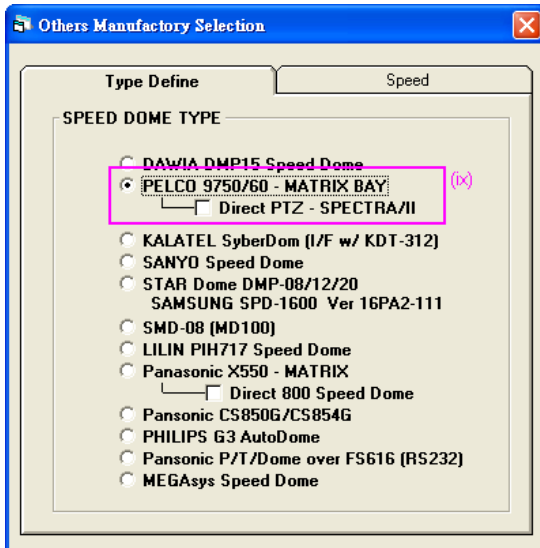 Others Manufactory Selection
Type Define Speed
SPEED DOME TYPE
DAWIA DMP15 Speed Dome
PELCO 9750/60 - MATRIX BAY (ix)
Direct PTZ - SPECTRA/II
KALATEL SyberDom (I/F w/ KDT-312)
SANYO Speed Dome
STAR Dome DMP-08/12/20
SAMSUNG SPD-1600 Ver 16PA2-111
SMD-08 (MD100)
LILIN PIH717 Speed Dome
Panasonic X550 - MATRIX
Direct 800 Speed Dome
Pansonic CS850G/CS854G
PHILIPS G3 AutoDome
Pansonic P/T/Dome over FS616 (RS232)
MEGAsys Speed Dome